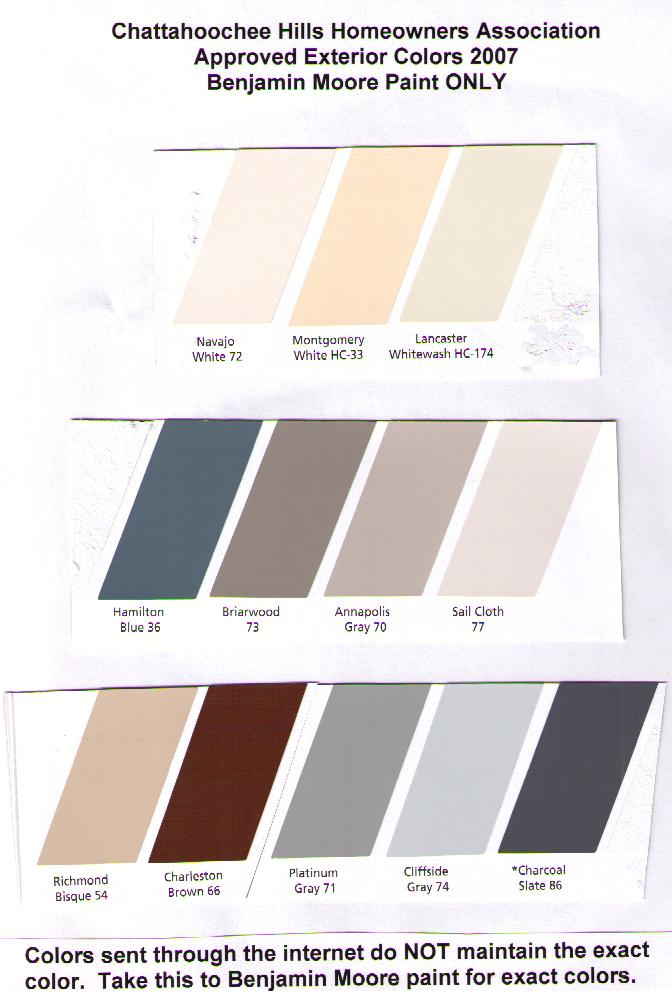 Chattahoochee Hills Homeowners Association
Approved Exterior Colors 2007
Benjamin Moore Paint ONLY
Navajo
White 72
Montgomery
White HC-33
Lancaster
Whitewash HC-174
Hamilton
Blue 36
Briarwood
73
Annapolis
Gray 70
Sail Cloth
77
Richmond
Bisque 54
Charleston
Brown 66
Platinum
Gray 71
Cliffside
Gray 74
*Charcoal
Slate 86
Colors sent through the internet do NOT maintain the exact
color. Take this to Benjamin Moore paint for exact colors.